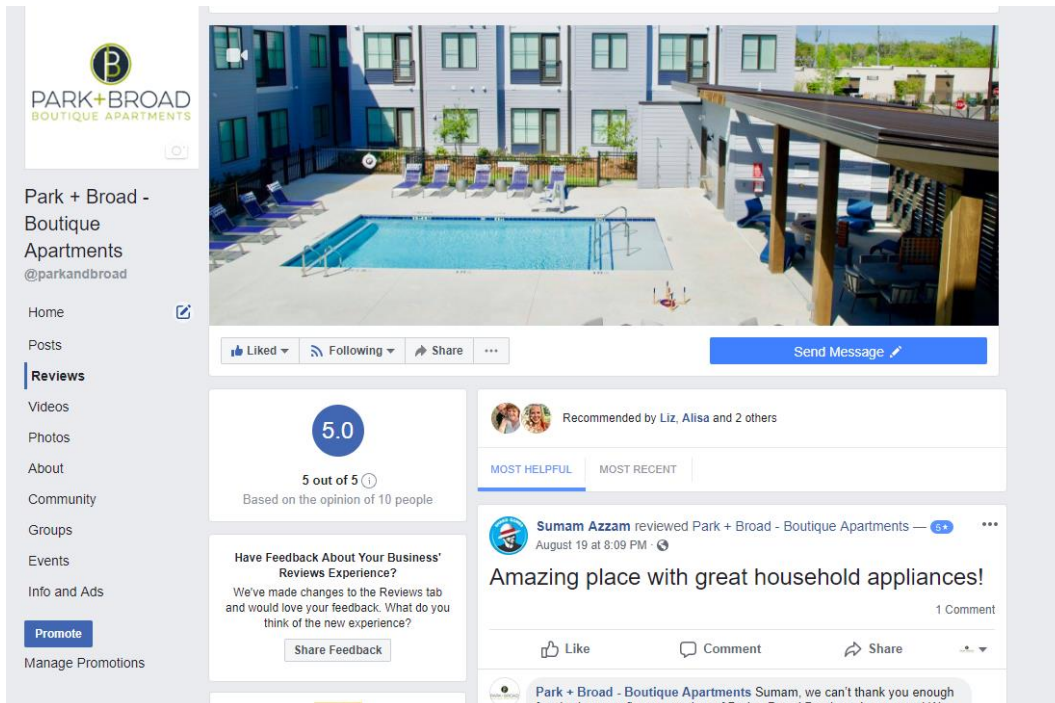 PARK+BROAD
BOUTIQUE APARTMENTS
Park + Broad -
Boutique
Apartments
@parkandbroad
Home
Posts
Reviews
Videos
Photos
About
Community
Groups
Events
Info and Ads
Promote
Manage Promotions
Liked
Following
Share
Send Message
5.0
5 out of 5
Based on the opinion of 10 people
Have Feedback About Your Business'
Reviews Experience?
We've made changes to the Reviews tab
and would love your feedback. What do you
think of the new experience?
Share Feedback
Recommended by Liz, Alisa and 2 others
MOST HELPFUL MOST RECENT
Sumam Azzam reviewed Park + Broad - Boutique Apartments — 5★
August 19 at 8:09 PM ·
Amazing place with great household appliances!
1 Comment
Like Comment Share
Park + Broad - Boutique Apartments Sumam, we can't thank you enough